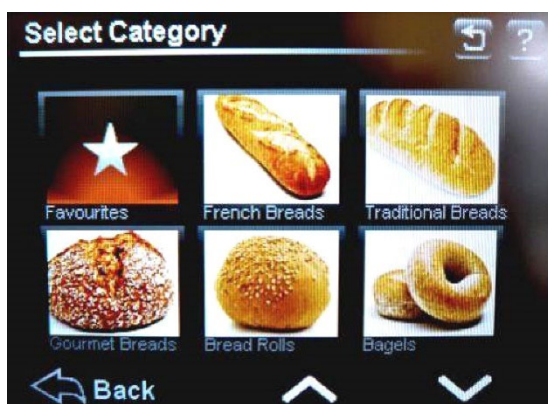 Select Category
?
Favourites French Breads Traditional Breads
Gourmet Breads Bread Rolls Bagels
Back